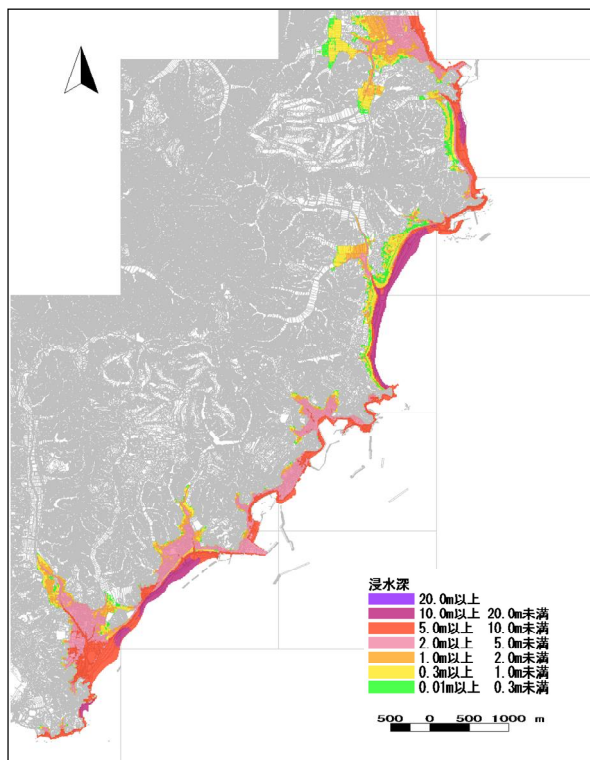 浸水深
20.0m以上
10.0m以上 20.0m未満
5.0m以上 10.0m未満
2.0m以上 5.0m未満
1.0m以上 2.0m未満
0.3m以上 1.0m未満
0.01m以上 0.3m未満
500 0 500 1000 m